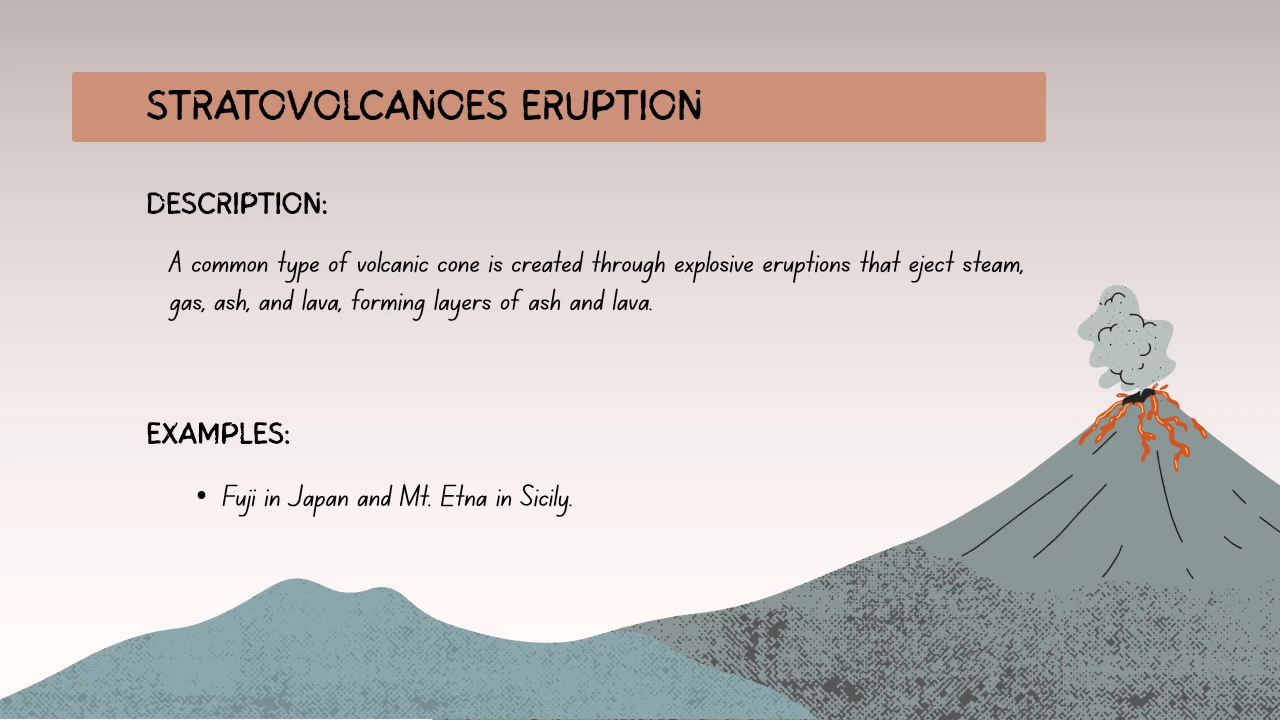 STRATOVOLCANOES ERUPTION
DESCRIPTION:
A common type of volcanic cone is created through explosive eruptions that eject steam,
gas, ash, and lava, forming layers of ash and lava.
EXAMPLES:
• Fuji in Japan and Mt. Etna in Sicily.